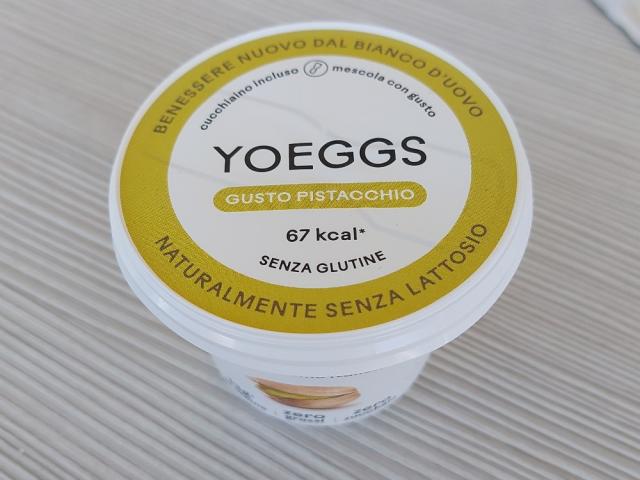 BENESSERE NUOVO DAL BIANCO D'UOVO
cucchiaino incluso mescola con gusto
YOEGGS
GUSTO PISTACCHIO
67 kcal*
SENZA GLUTINE
NATURALMENTE SENZA LATTOSIO
zero
grassi
zero